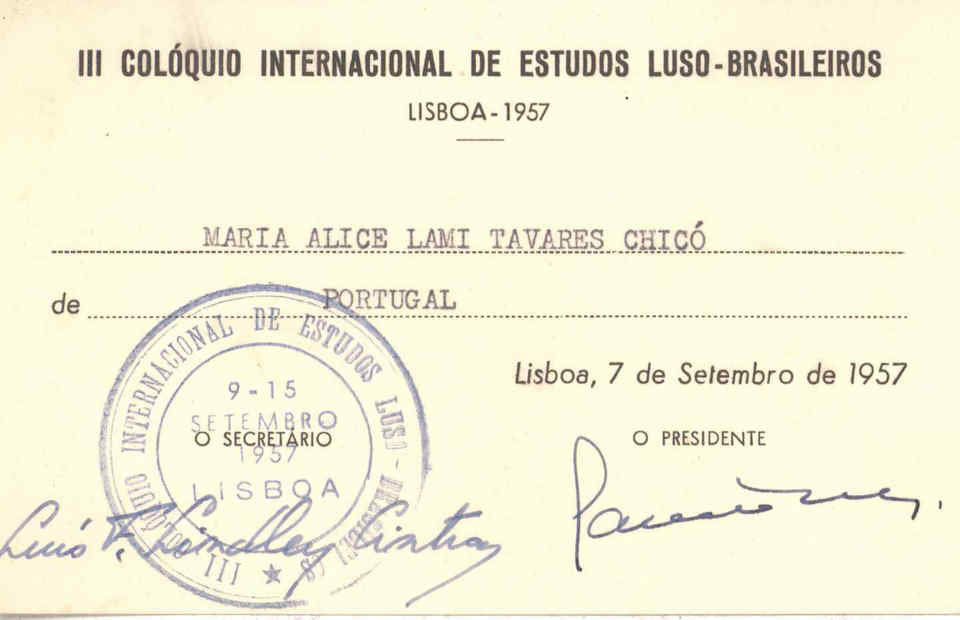 III COLÓQUIO INTERNACIONAL DE ESTUDOS LUSO-BRASILEIROS
LISBOA-1957
MARIA ALICE LAMI TAVARES CHICÓ
de PORTUGAL
Lisboa, 7 de Setembro de 1957
O SECRETÁRIO
O PRESIDENTE
Luís F. Lindley Cintra
III COLÓQUIO INTERNACIONAL DE ESTUDOS LUSO-BRASILEIROS
9-15
SETEMBRO
1957
LISBOA